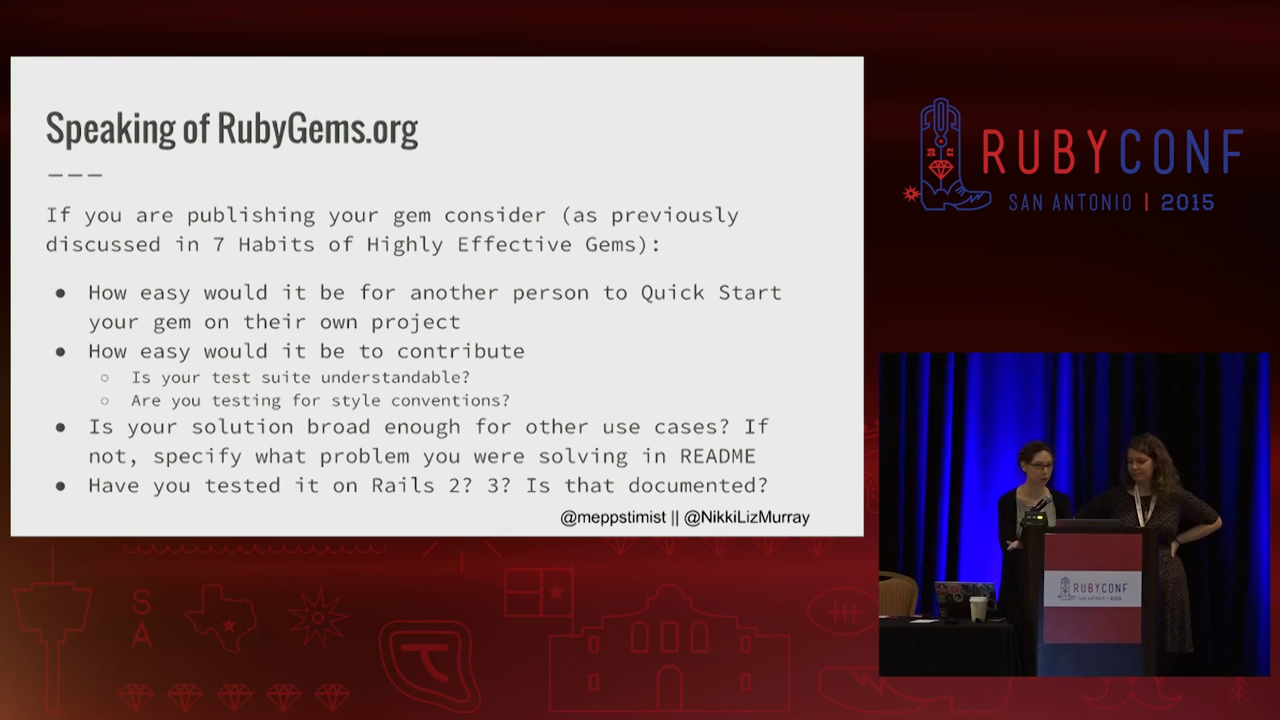 Speaking of RubyGems.org
If you are publishing your gem consider (as previously
discussed in 7 Habits of Highly Effective Gems):
● How easy would it be for another person to Quick Start
your gem on their own project
● How easy would it be to contribute
○ Is your test suite understandable?
○ Are you testing for style conventions?
● Is your solution broad enough for other use cases? If
not, specify what problem you were solving in README
● Have you tested it on Rails 2? 3? Is that documented?
@meppstimist || @NikkiLizMurray
RUBYCONF
SAN ANTONIO | 2015
RUBYCONF
SAN ANTONIO | 2015
S
A